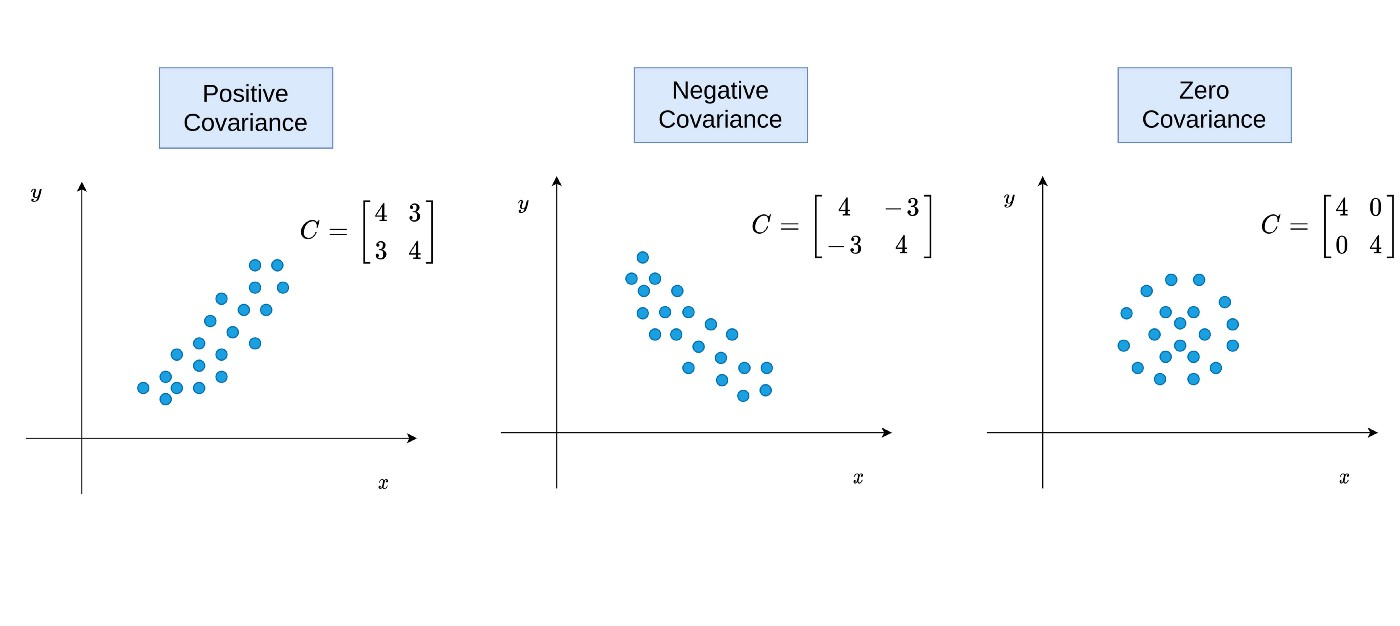 Positive
Covariance
Negative
Covariance
Zero
Covariance
y
C = [4 3
3 4]
x
y
C = [4 -3
-3 4]
x
y
C = [4 0
0 4]
x